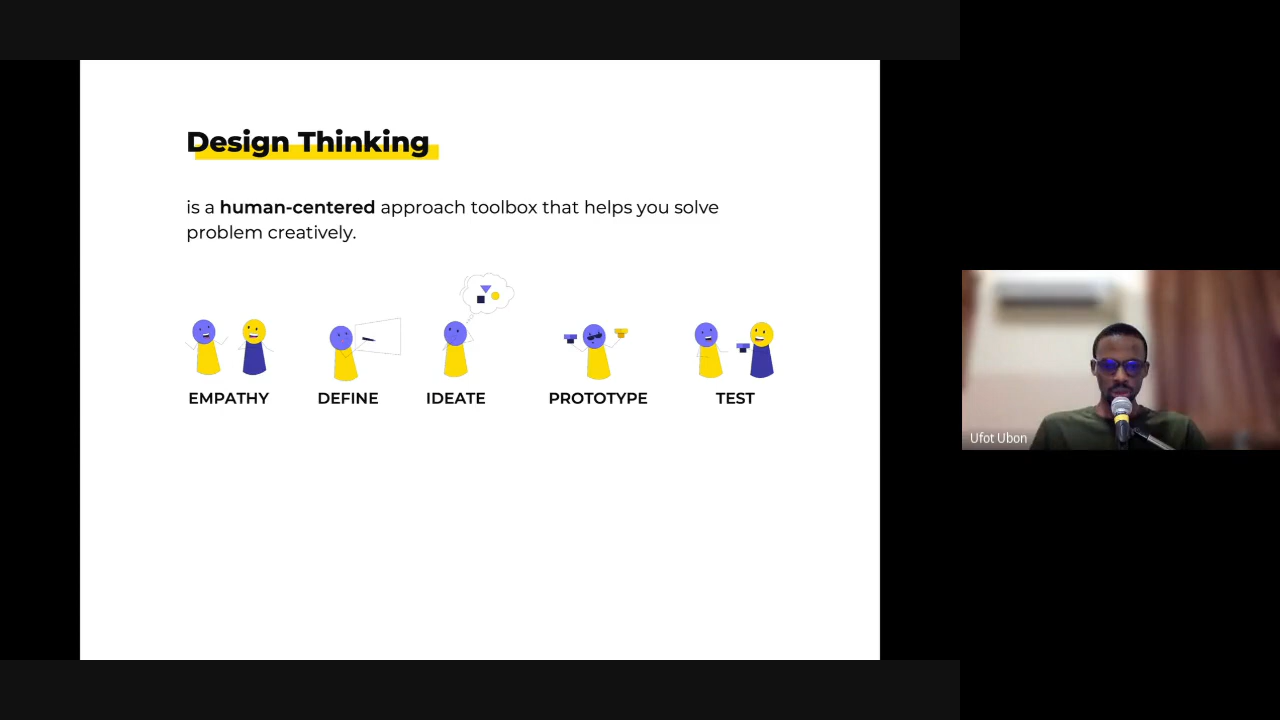 Design Thinking
is a human-centered approach toolbox that helps you solve
problem creatively.
EMPATHY DEFINE IDEATE PROTOTYPE TEST
Ufot Ubon